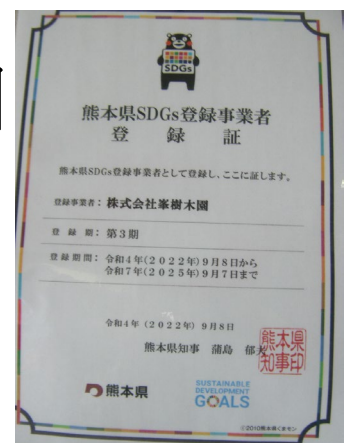 SDGs
熊本県SDGs登録事業者
登録証
熊本県SDGs登録事業者として登録し、ここに証します。
登録事業者：株式会社峯樹木園
登録期：第3期
登録期間：令和4年(2022年)9月8日から
令和7年(2025年)9月7日まで
令和4年（2022年）9月8日
熊本県知事 蒲島 郁夫
熊本県知事印
熊本県
SUSTAINABLE
DEVELOPMENT
GOALS
©2010熊本県くまモン